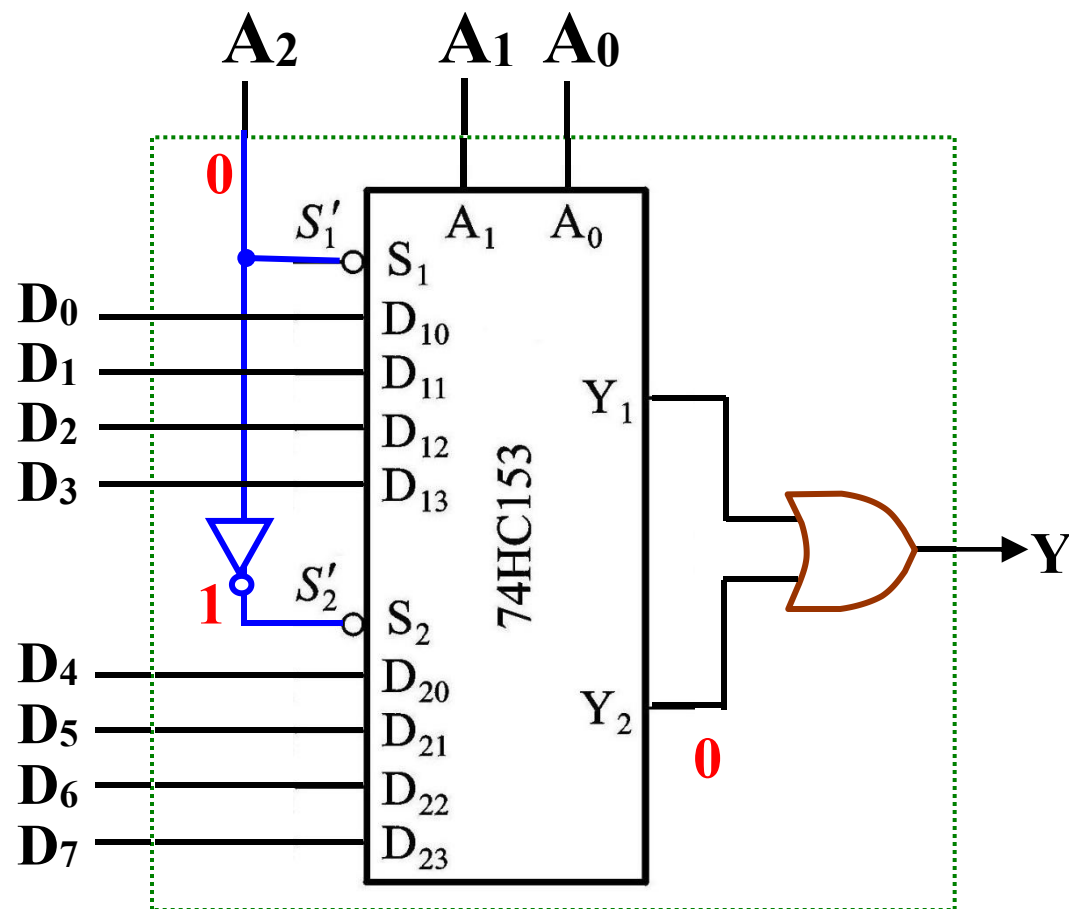 A2 A1 A0
0
S′1 A1 A0
S1
D0 D10
D1 D11
D2 D12 Y1
D3 D13
74HC153
Y
1 S′2 S2
D4 D20
D5 D21 Y2
0
D6 D22
D7 D23